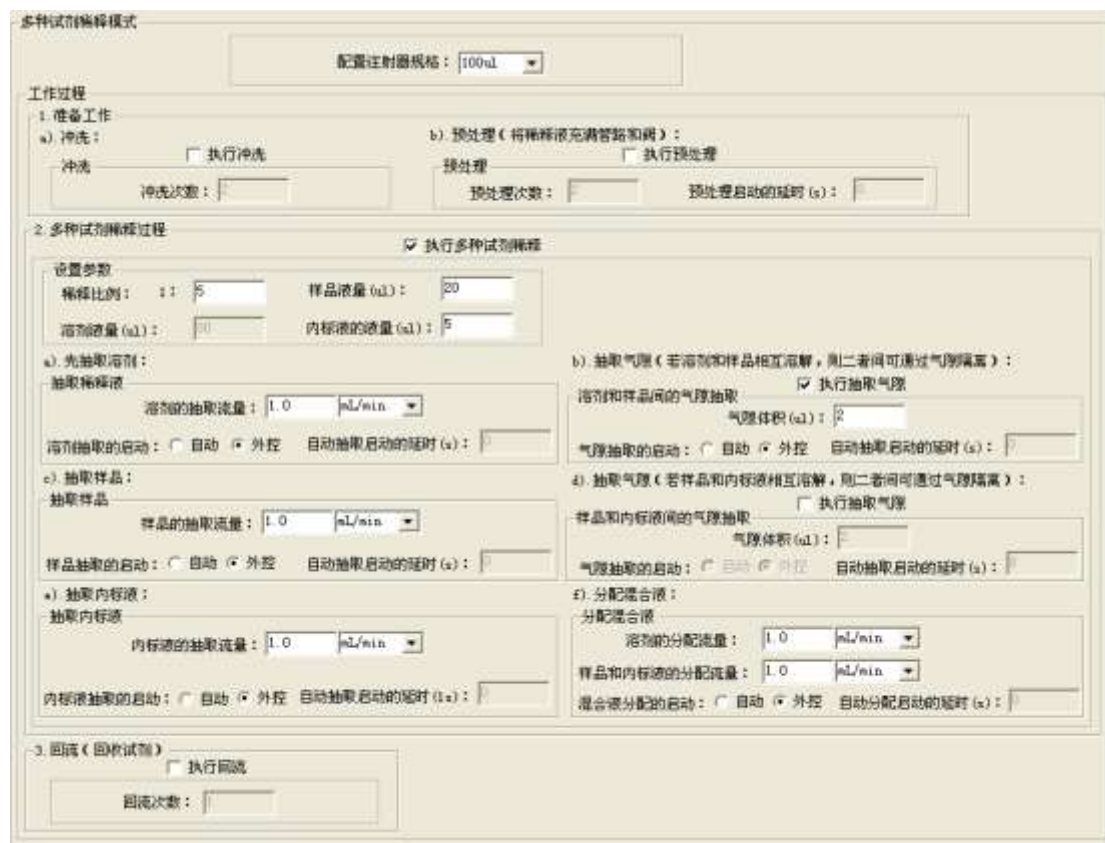 多种试剂稀释模式
配置注射器规格： 100ul
工作过程
1.准备工作
a).冲洗：
执行冲洗
冲洗
冲洗次数：
b).预处理(将稀释液充满管路和阀)：
执行预处理
预处理
预处理次数： 预处理启动的延时(s)：
2.多种试剂稀释过程
执行多种试剂稀释
设置参数
稀释比例： 1： 5 样品液量(ul)： 20
溶剂液量(ul)： 内标液的液量(ul)： 5
a).先抽取溶剂：
抽取稀释液
溶剂的抽取流量： 1.0 mL/min
溶剂抽取的启动： 自动 外控 自动抽取启动的延时(s)：
b).抽取气隙(若溶剂和样品相互溶解，则二者间可通过气隙隔离)：
执行抽取气隙
溶剂和样品间的气隙抽取
气隙体积(ul)： 2
气隙抽取的启动： 自动 外控 自动抽取启动的延时(s)：
c).抽取样品：
抽取样品
样品的抽取流量： 1.0 mL/min
样品抽取的启动： 自动 外控 自动抽取启动的延时(s)：
d).抽取气隙(若样品和内标液相互溶解，则二者间可通过气隙隔离)：
执行抽取气隙
样品和内标液间的气隙抽取
气隙体积(ul)：
气隙抽取的启动： 自动 外控 自动抽取启动的延时(s)：
e).抽取内标液：
抽取内标液
内标液的抽取流量： 1.0 mL/min
内标液抽取的启动： 自动 外控 自动抽取启动的延时(1s)：
f).分配混合液：
分配混合液
溶剂的分配流量： 1.0 mL/min
样品和内标液的分配流量： 1.0 mL/min
混合液分配的启动： 自动 外控 自动分配启动的延时(s)：
3.回流(回收试剂)
执行回流
回流次数：